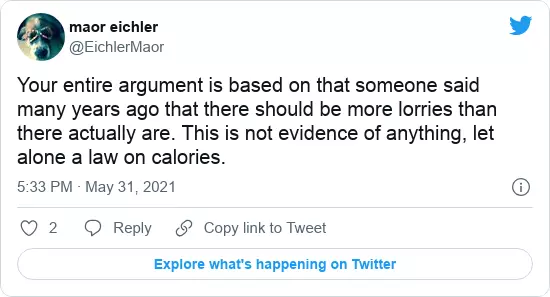 maor eichler
@EichlerMaor
Your entire argument is based on that someone said
many years ago that there should be more lorries than
there actually are. This is not evidence of anything, let
alone a law on calories.
5:33 PM · May 31, 2021
2 Reply Copy link to Tweet
Explore what's happening on Twitter